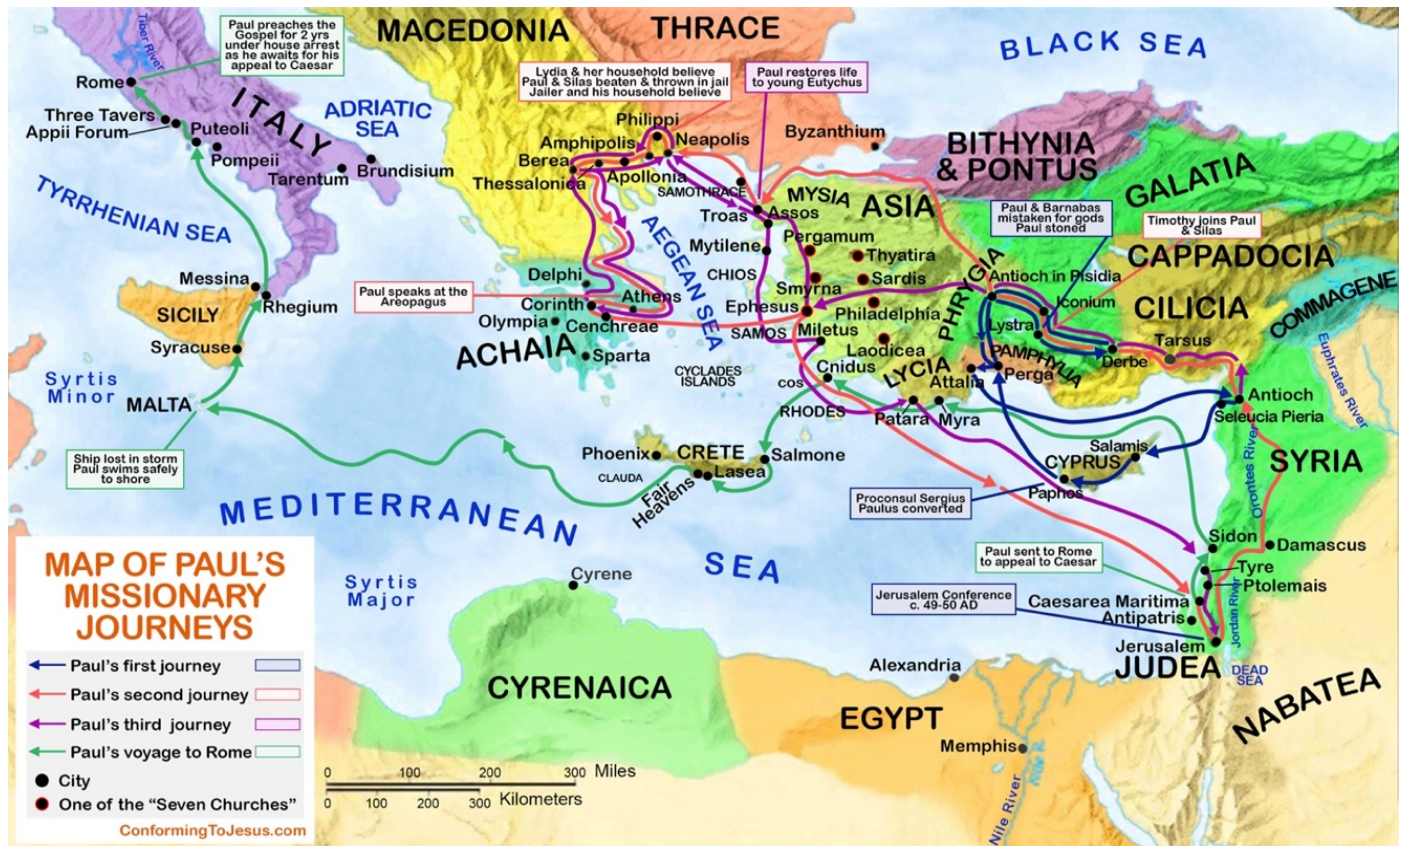 Paul preaches the
Gospel for 2 yrs
under house arrest
as he awaits for his
appeal to Caesar
MACEDONIA
THRACE
BLACK SEA
Tiber River
Lydia & her household believe
Paul & Silas beaten & thrown in jail
Jailer and his household believe
Paul restores life
to young Eutychus
Rome
ITALY
ADRIATIC
SEA
Three Tavers
Appii Forum
Puteoli
Pompeii
Tarentum
Brundisium
Philippi
Neapolis
Amphipolis
Berea
Apollonia
Thessalonica
Byzanthium
BITHYNIA
& PONTUS
GALATIA
TYRRHENIAN SEA
SAMOTHRACE
MYSIA
ASIA
Troas
Assos
Paul & Barnabas
mistaken for gods
Paul stoned
Timothy joins Paul
& Silas
CAPPADOCIA
AEGEAN SEA
Mytilene
Pergamum
Thyatira
PHRYGIA
Antioch in Pisidia
Messina
Rhegium
Delphi
CHIOS
Smyrna
Sardis
COMMAGENE
Paul speaks at the
Areopagus
SICILY
Corinth
Athens
Ephesus
Philadelphia
Iconium
CILICIA
Olympia
Cenchreae
SAMOS
Miletus
Lystra
Tarsus
Euphrates River
Syracuse
ACHAIA
Sparta
Laodicea
PAMPHYLIA
Derbe
Cnidus
LYCIA
Attalia
Perga
Syrtis
Minor
CYCLADES
ISLANDS
COS
MALTA
RHODES
Patara
Myra
Antioch
Seleucia Pieria
Ship lost in storm
Paul swims safely
to shore
Phoenix
CRETE
Salmone
Salamis
CYPRUS
SYRIA
CLAUDA
Fair
Heavens
Lasea
Paphos
Orontes River
Proconsul Sergius
Paulus converted
MEDITERRANEAN
SEA
Sidon
Damascus
Paul sent to Rome
to appeal to Caesar
Tyre
Ptolemais
MAP OF PAUL'S
MISSIONARY
JOURNEYS
Syrtis
Major
Cyrene
Jerusalem Conference
c. 49-50 AD
Caesarea Maritima
Antipatris
Jordan River
Jerusalem
JUDEA
DEAD
SEA
Alexandria
NABATEA
Paul's first journey
Paul's second journey
Paul's third journey
Paul's voyage to Rome
City
One of the "Seven Churches"
ConformingToJesus.com
CYRENAICA
EGYPT
Memphis
Nile River
0 100 200 300 Miles
0 100 200 300 Kilometers